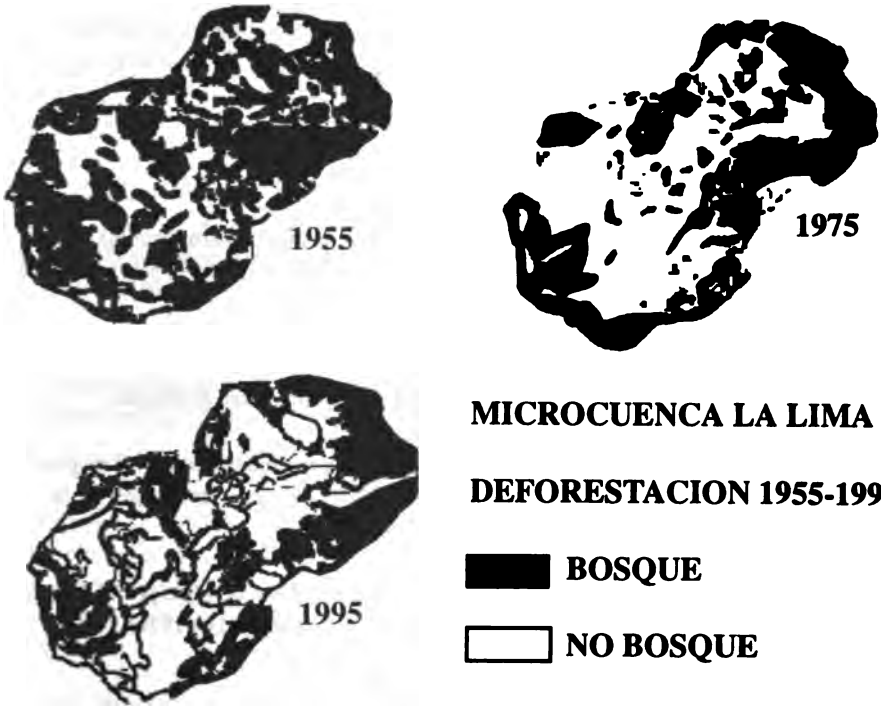 1955
1975
1995
MICROCUENCA LA LIMA
DEFORESTACION 1955-199
BOSQUE
NO BOSQUE